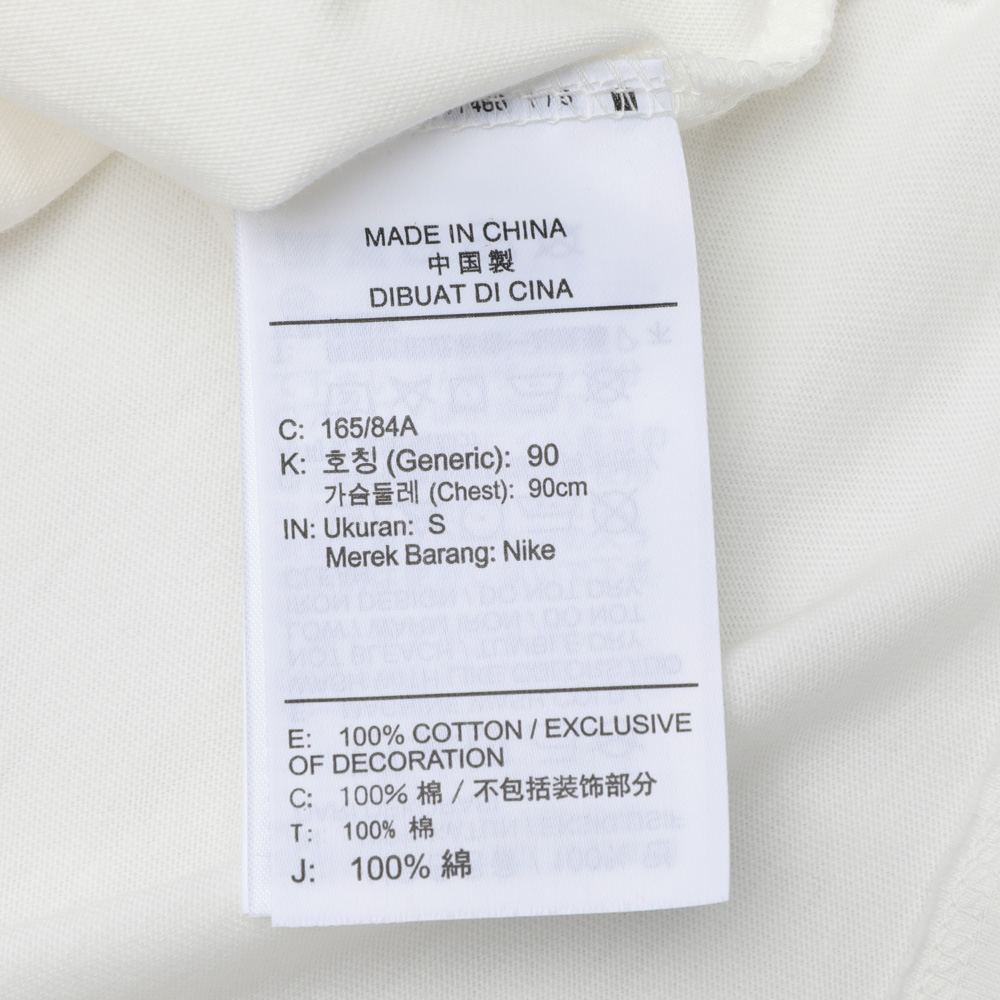 MADE IN CHINA
中国製
DIBUAT DI CINA
C: 165/84A
K: 호칭 (Generic): 90
가슴둘레 (Chest): 90cm
IN: Ukuran: S
Merek Barang: Nike
E: 100% COTTON / EXCLUSIVE
OF DECORATION
C: 100% 棉 / 不包括装饰部分
T: 100% 棉
J: 100% 綿